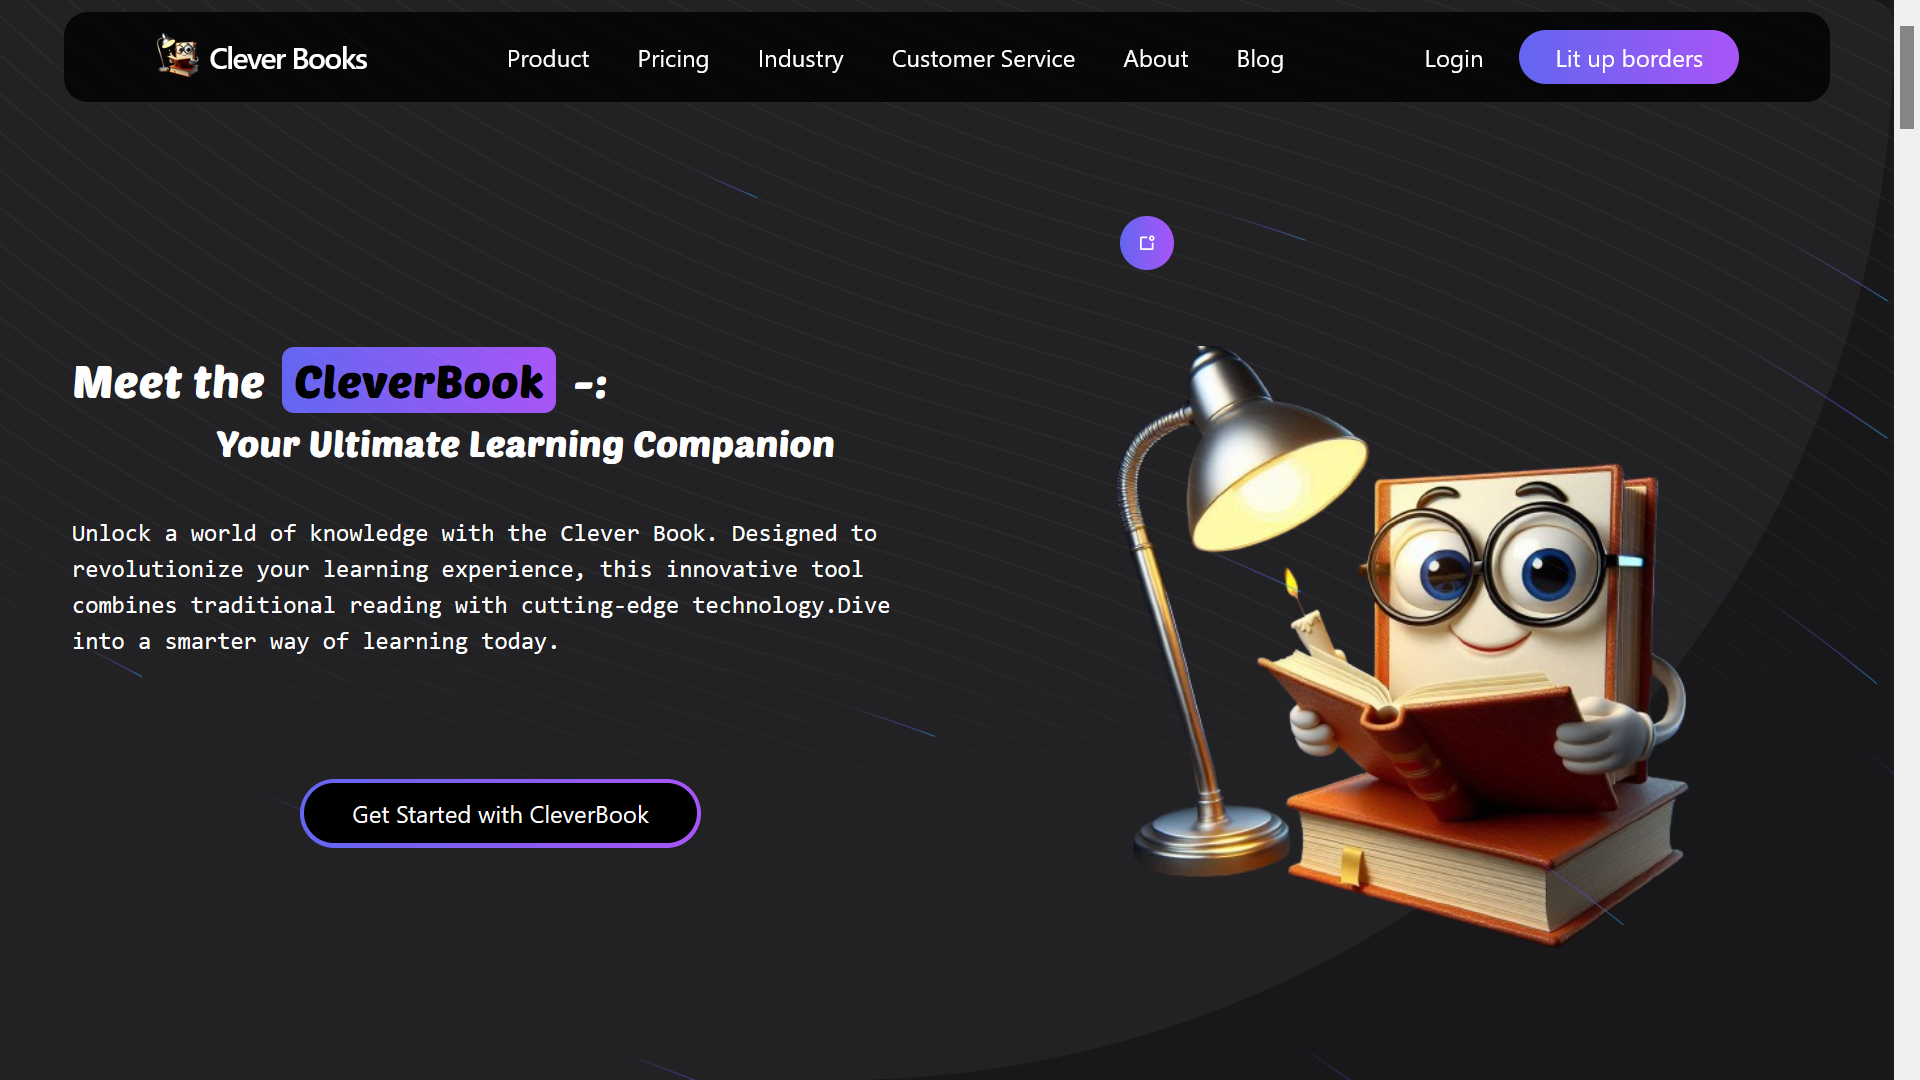 Clever Books
Product
Pricing
Industry
Customer Service
About
Blog
Login
Lit up borders
Meet the CleverBook -:
Your Ultimate Learning Companion
Unlock a world of knowledge with the Clever Book. Designed to
revolutionize your learning experience, this innovative tool
combines traditional reading with cutting-edge technology.Dive
into a smarter way of learning today.
Get Started with CleverBook